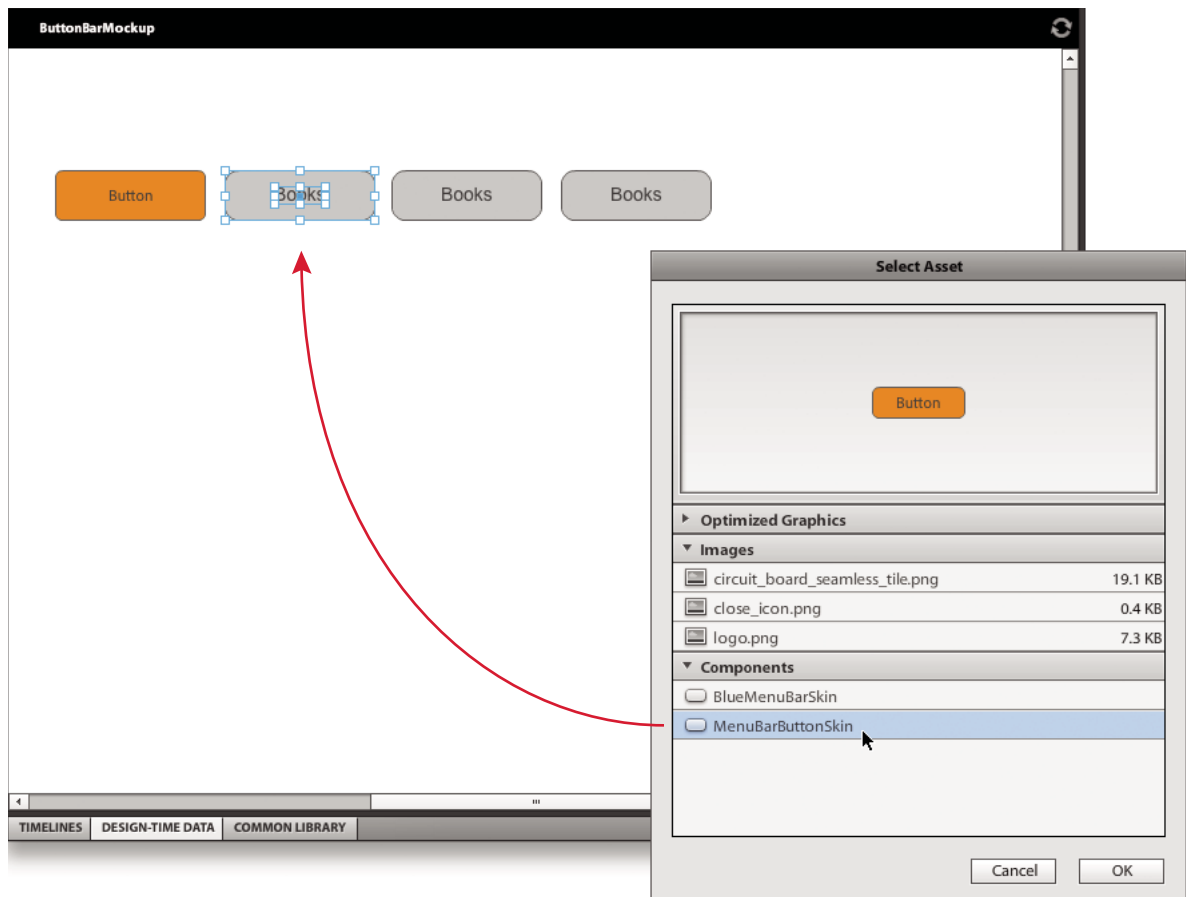 ButtonBarMockup
Button
Books
Books
Books
Select Asset
Button
Optimized Graphics
Images
circuit_board_seamless_tile.png 19.1 KB
close_icon.png 0.4 KB
logo.png 7.3 KB
Components
BlueMenuBarSkin
MenuBarButtonSkin
TIMELINES DESIGN-TIME DATA COMMON LIBRARY
Cancel OK